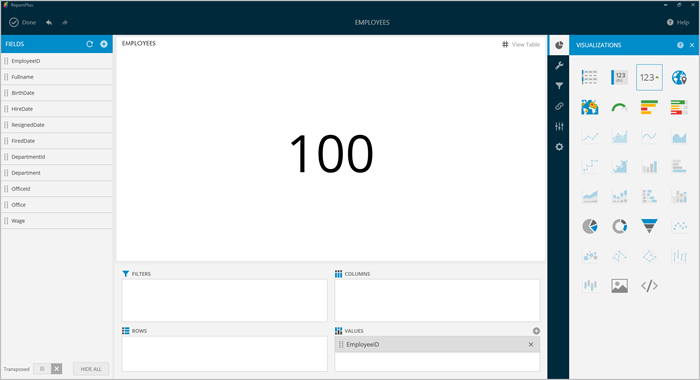 ReportPlus
Done
EMPLOYEES
Help
FIELDS
EmployeeID
Fullname
BirthDate
HireDate
ResignedDate
FiredDate
DepartmentId
Department
OfficeId
Office
Wage
Transposed
HIDE ALL
EMPLOYEES
View Table
100
FILTERS
COLUMNS
ROWS
VALUES
EmployeeID
VISUALIZATIONS
123
123